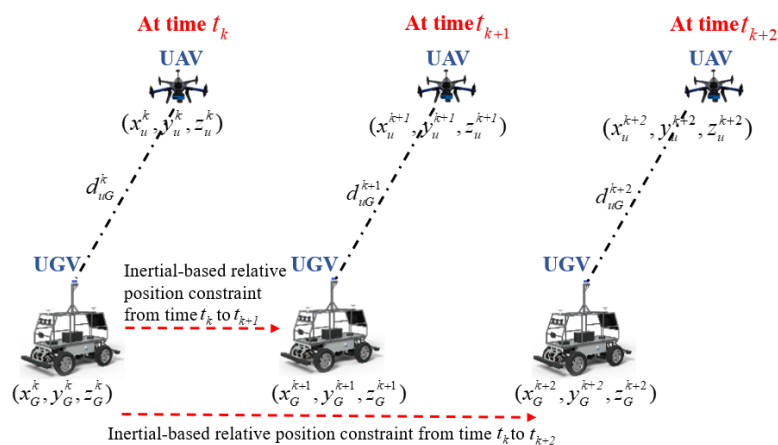 At time t_k At time t_{k+1} At time t_{k+2}
UAV UAV UAV
(x_u^k, y_u^k, z_u^k) (x_u^{k+1}, y_u^{k+1}, z_u^{k+1}) (x_u^{k+2}, y_u^{k+2}, z_u^{k+2})
d_{uG}^k d_{uG}^{k+1} d_{uG}^{k+2}
UGV UGV UGV
Inertial-based relative
position constraint
from time t_k to t_{k+1}
(x_G^k, y_G^k, z_G^k) (x_G^{k+1}, y_G^{k+1}, z_G^{k+1}) (x_G^{k+2}, y_G^{k+2}, z_G^{k+2})
Inertial-based relative position constraint from time t_k to t_{k+2}